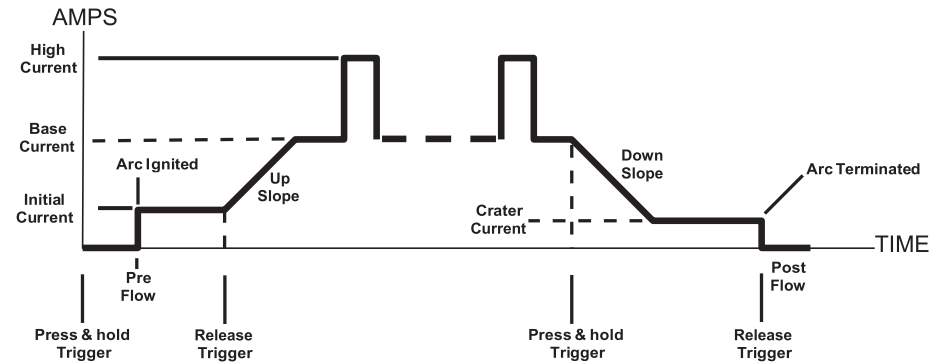 AMPS
High
Current
Base
Current
Arc Ignited
Up
Slope
Down
Slope
Arc Terminated
Initial
Current
Crater
Current
TIME
Pre
Flow
Post
Flow
Press & hold
Trigger
Release
Trigger
Press & hold
Trigger
Release
Trigger